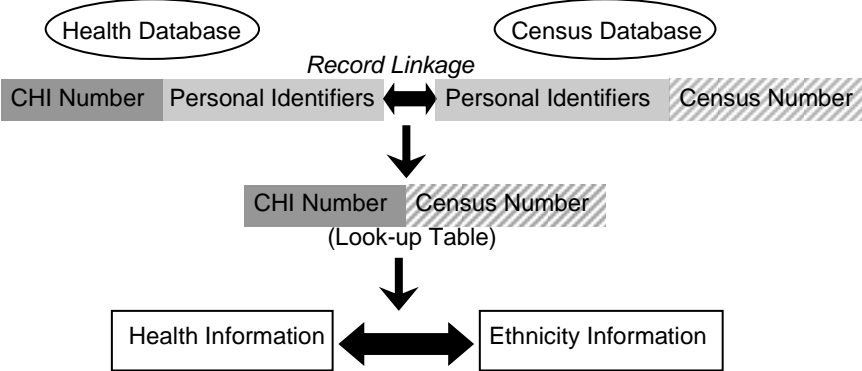 Health Database
Census Database
Record Linkage
CHI Number Personal Identifiers Personal Identifiers Census Number
CHI Number Census Number
(Look-up Table)
Health Information Ethnicity Information